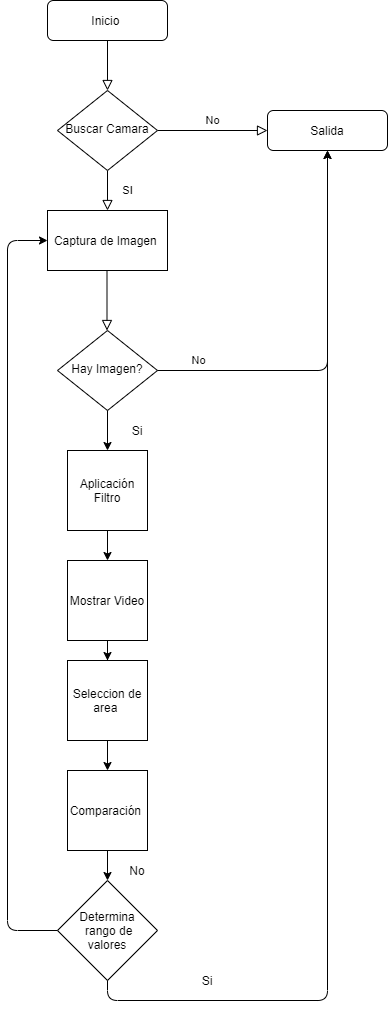 Inicio
Buscar Camara
No
Salida
SI
Captura de Imagen
Hay Imagen?
No
Si
Aplicación
Filtro
Mostrar Video
Seleccion de
area
Comparación
No
Determina
rango de
valores
Si